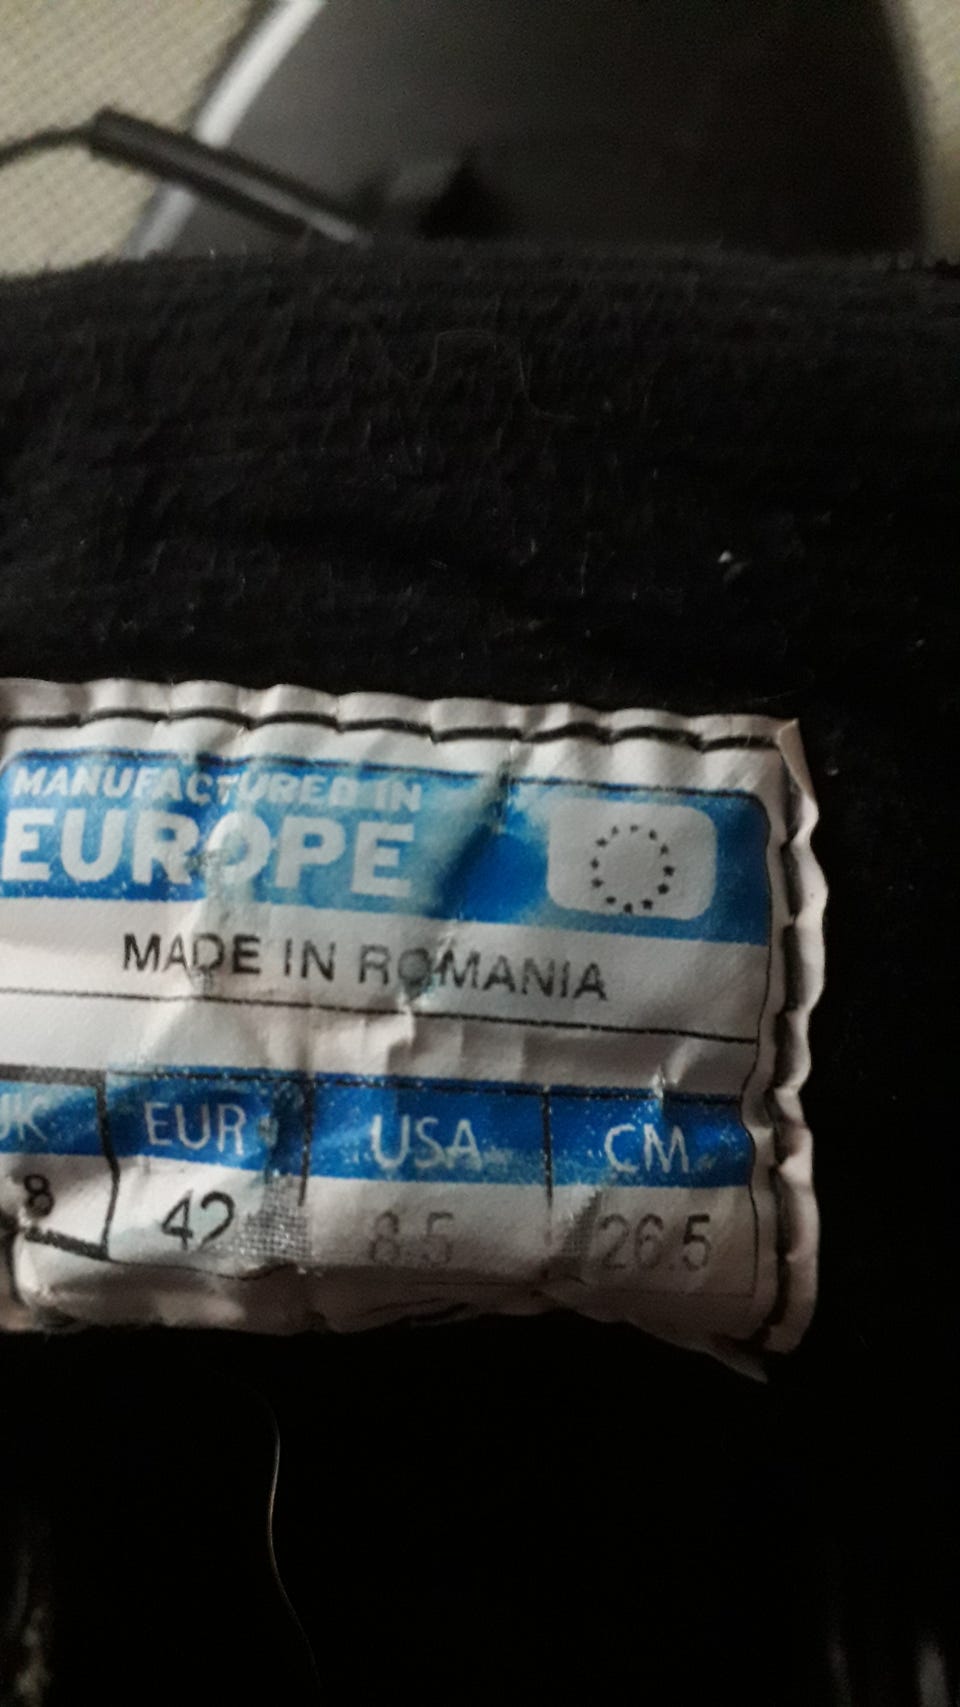 MANUFACTURED IN
EUROPE
MADE IN ROMANIA
UK EUR USA CM
8 42 8.5 26.5